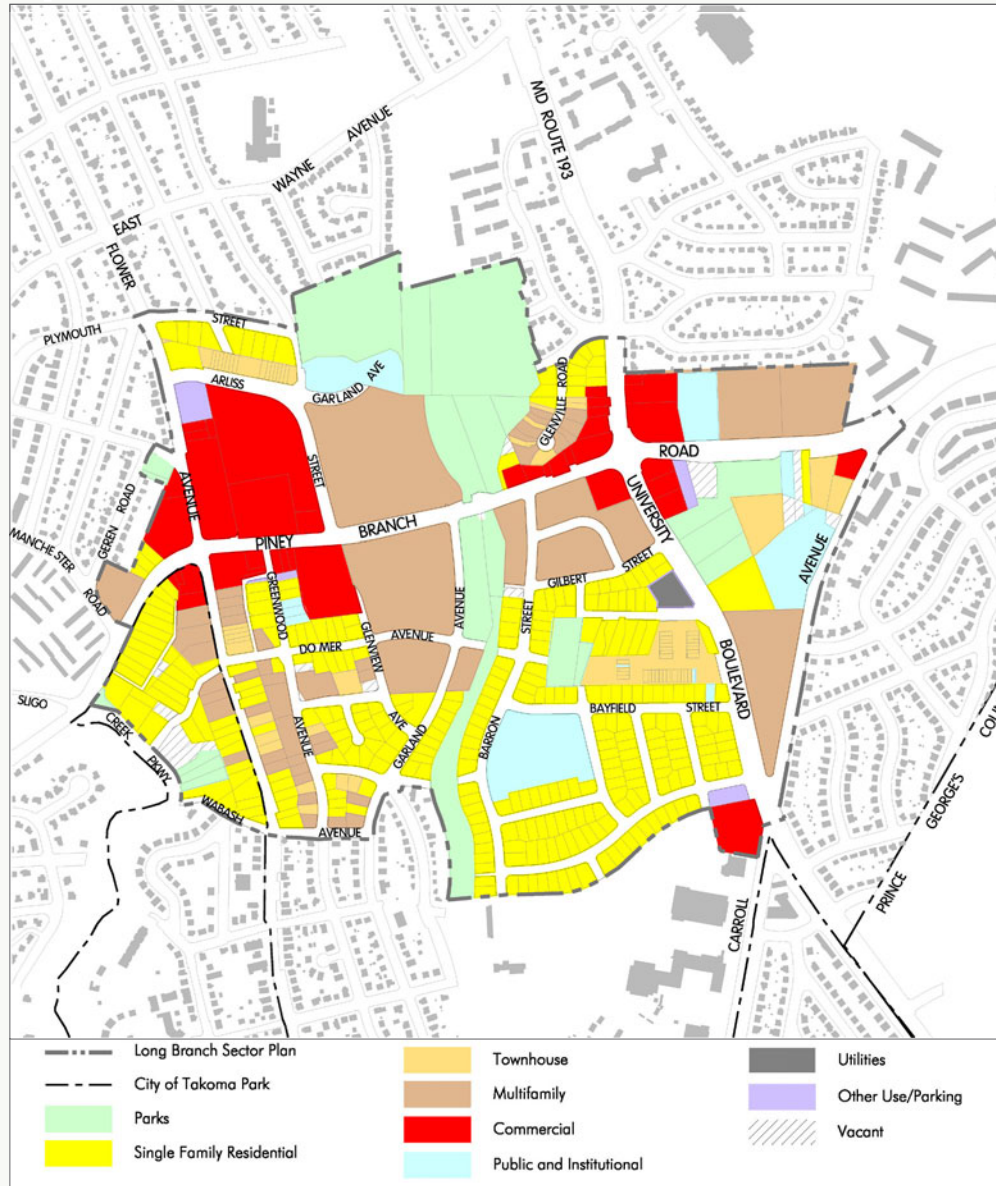 MD ROUTE 193
WAYNE AVENUE
EAST
FLOWER
PLYMOUTH
STREET
ARLISS
GARLAND AVE
GLENVILLE ROAD
STREET
ROAD
AVENUE
GEREN ROAD
MANCHESTER
ROAD
PINEY BRANCH
UNIVERSITY
AVENUE
GILBERT STREET
GREENWOOD
STREET
AVENUE
DOMER AVENUE
GLENVIEW
AVE
BOULEVARD
SLIGO
CREEK
PKWY
BARRON
BAYFIELD STREET
AVENUE
GARLAND
WABASH
AVENUE
PRINCE GEORGE'S COU
CARROLL
Long Branch Sector Plan
City of Takoma Park
Parks
Single Family Residential
Townhouse
Multifamily
Commercial
Public and Institutional
Utilities
Other Use/Parking
Vacant